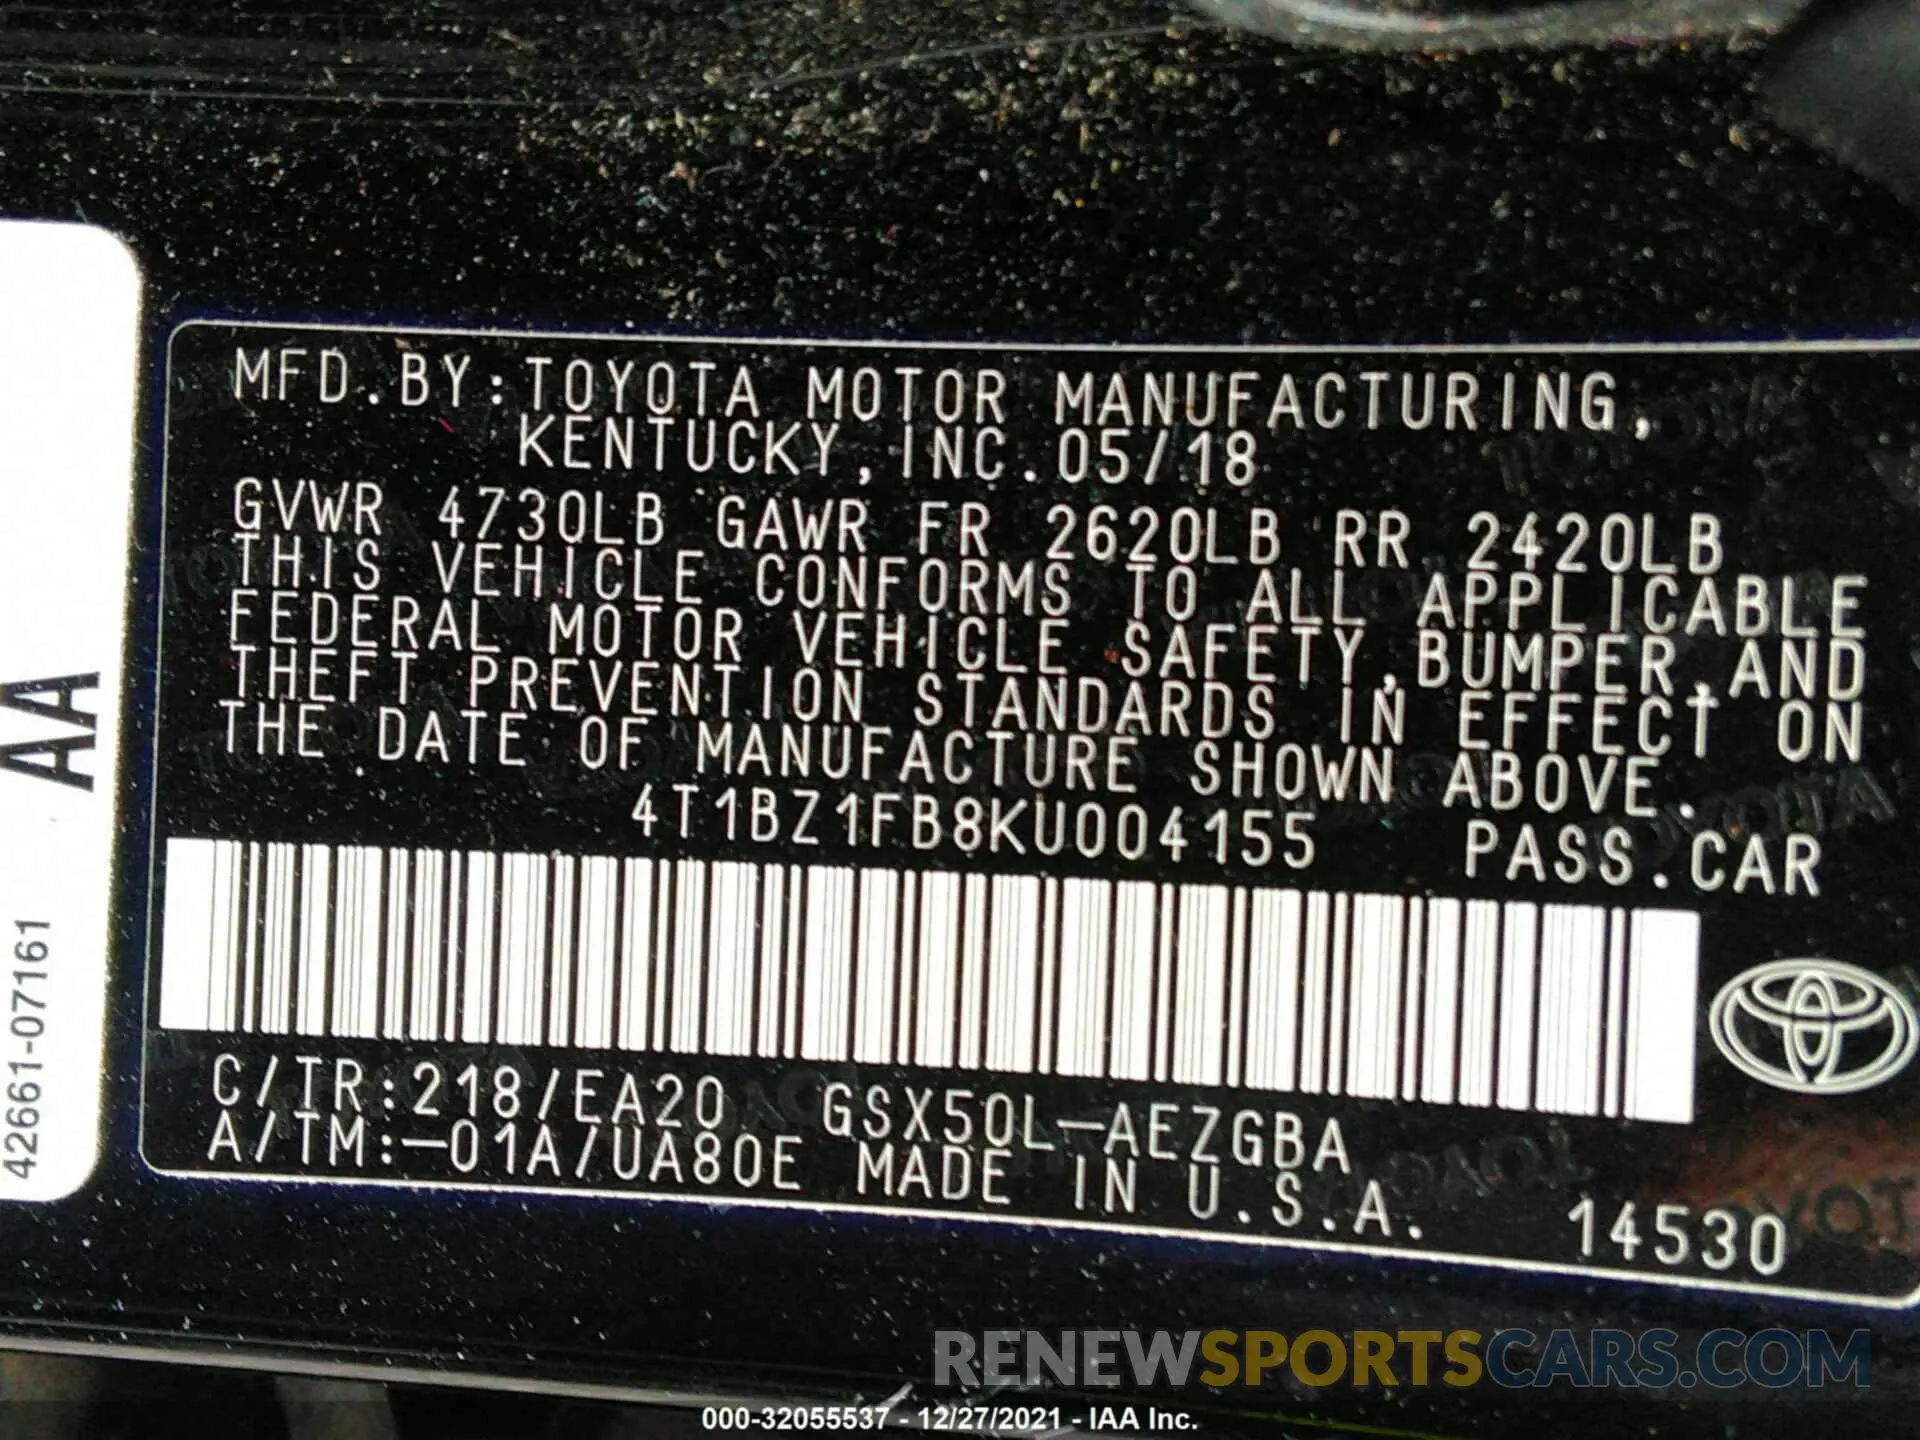 MFD.BY:TOYOTA MOTOR MANUFACTURING,
KENTUCKY,INC.05/18
GVWR 4730LB GAWR FR 2620LB RR 2420LB
THIS VEHICLE CONFORMS TO ALL APPLICABLE
FEDERAL MOTOR VEHICLE SAFETY,BUMPER,AND
THEFT PREVENTION STANDARDS IN EFFECT ON
THE DATE OF MANUFACTURE SHOWN ABOVE.
4T1BZ1FB8KU004155 PASS.CAR
C/TR:218/EA20 GSX50L-AEZGBA
A/TM:-01A/UA80E MADE IN U.S.A.
14530
AA
42661-07161
RENEWSPORTSCARS.COM
000-32055537 - 12/27/2021 - IAA Inc.